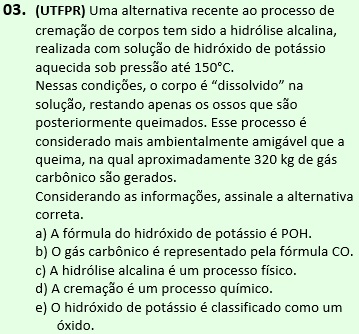 03. (UTFPR) Uma alternativa recente ao processo de
cremação de corpos tem sido a hidrólise alcalina,
realizada com solução de hidróxido de potássio
aquecida sob pressão até 150°C.
Nessas condições, o corpo é “dissolvido” na
solução, restando apenas os ossos que são
posteriormente queimados. Esse processo é
considerado mais ambientalmente amigável que a
queima, na qual aproximadamente 320 kg de gás
carbônico são gerados.
Considerando as informações, assinale a alternativa
correta.
a) A fórmula do hidróxido de potássio é POH.
b) O gás carbônico é representado pela fórmula CO.
c) A hidrólise alcalina é um processo físico.
d) A cremação é um processo químico.
e) O hidróxido de potássio é classificado como um
óxido.